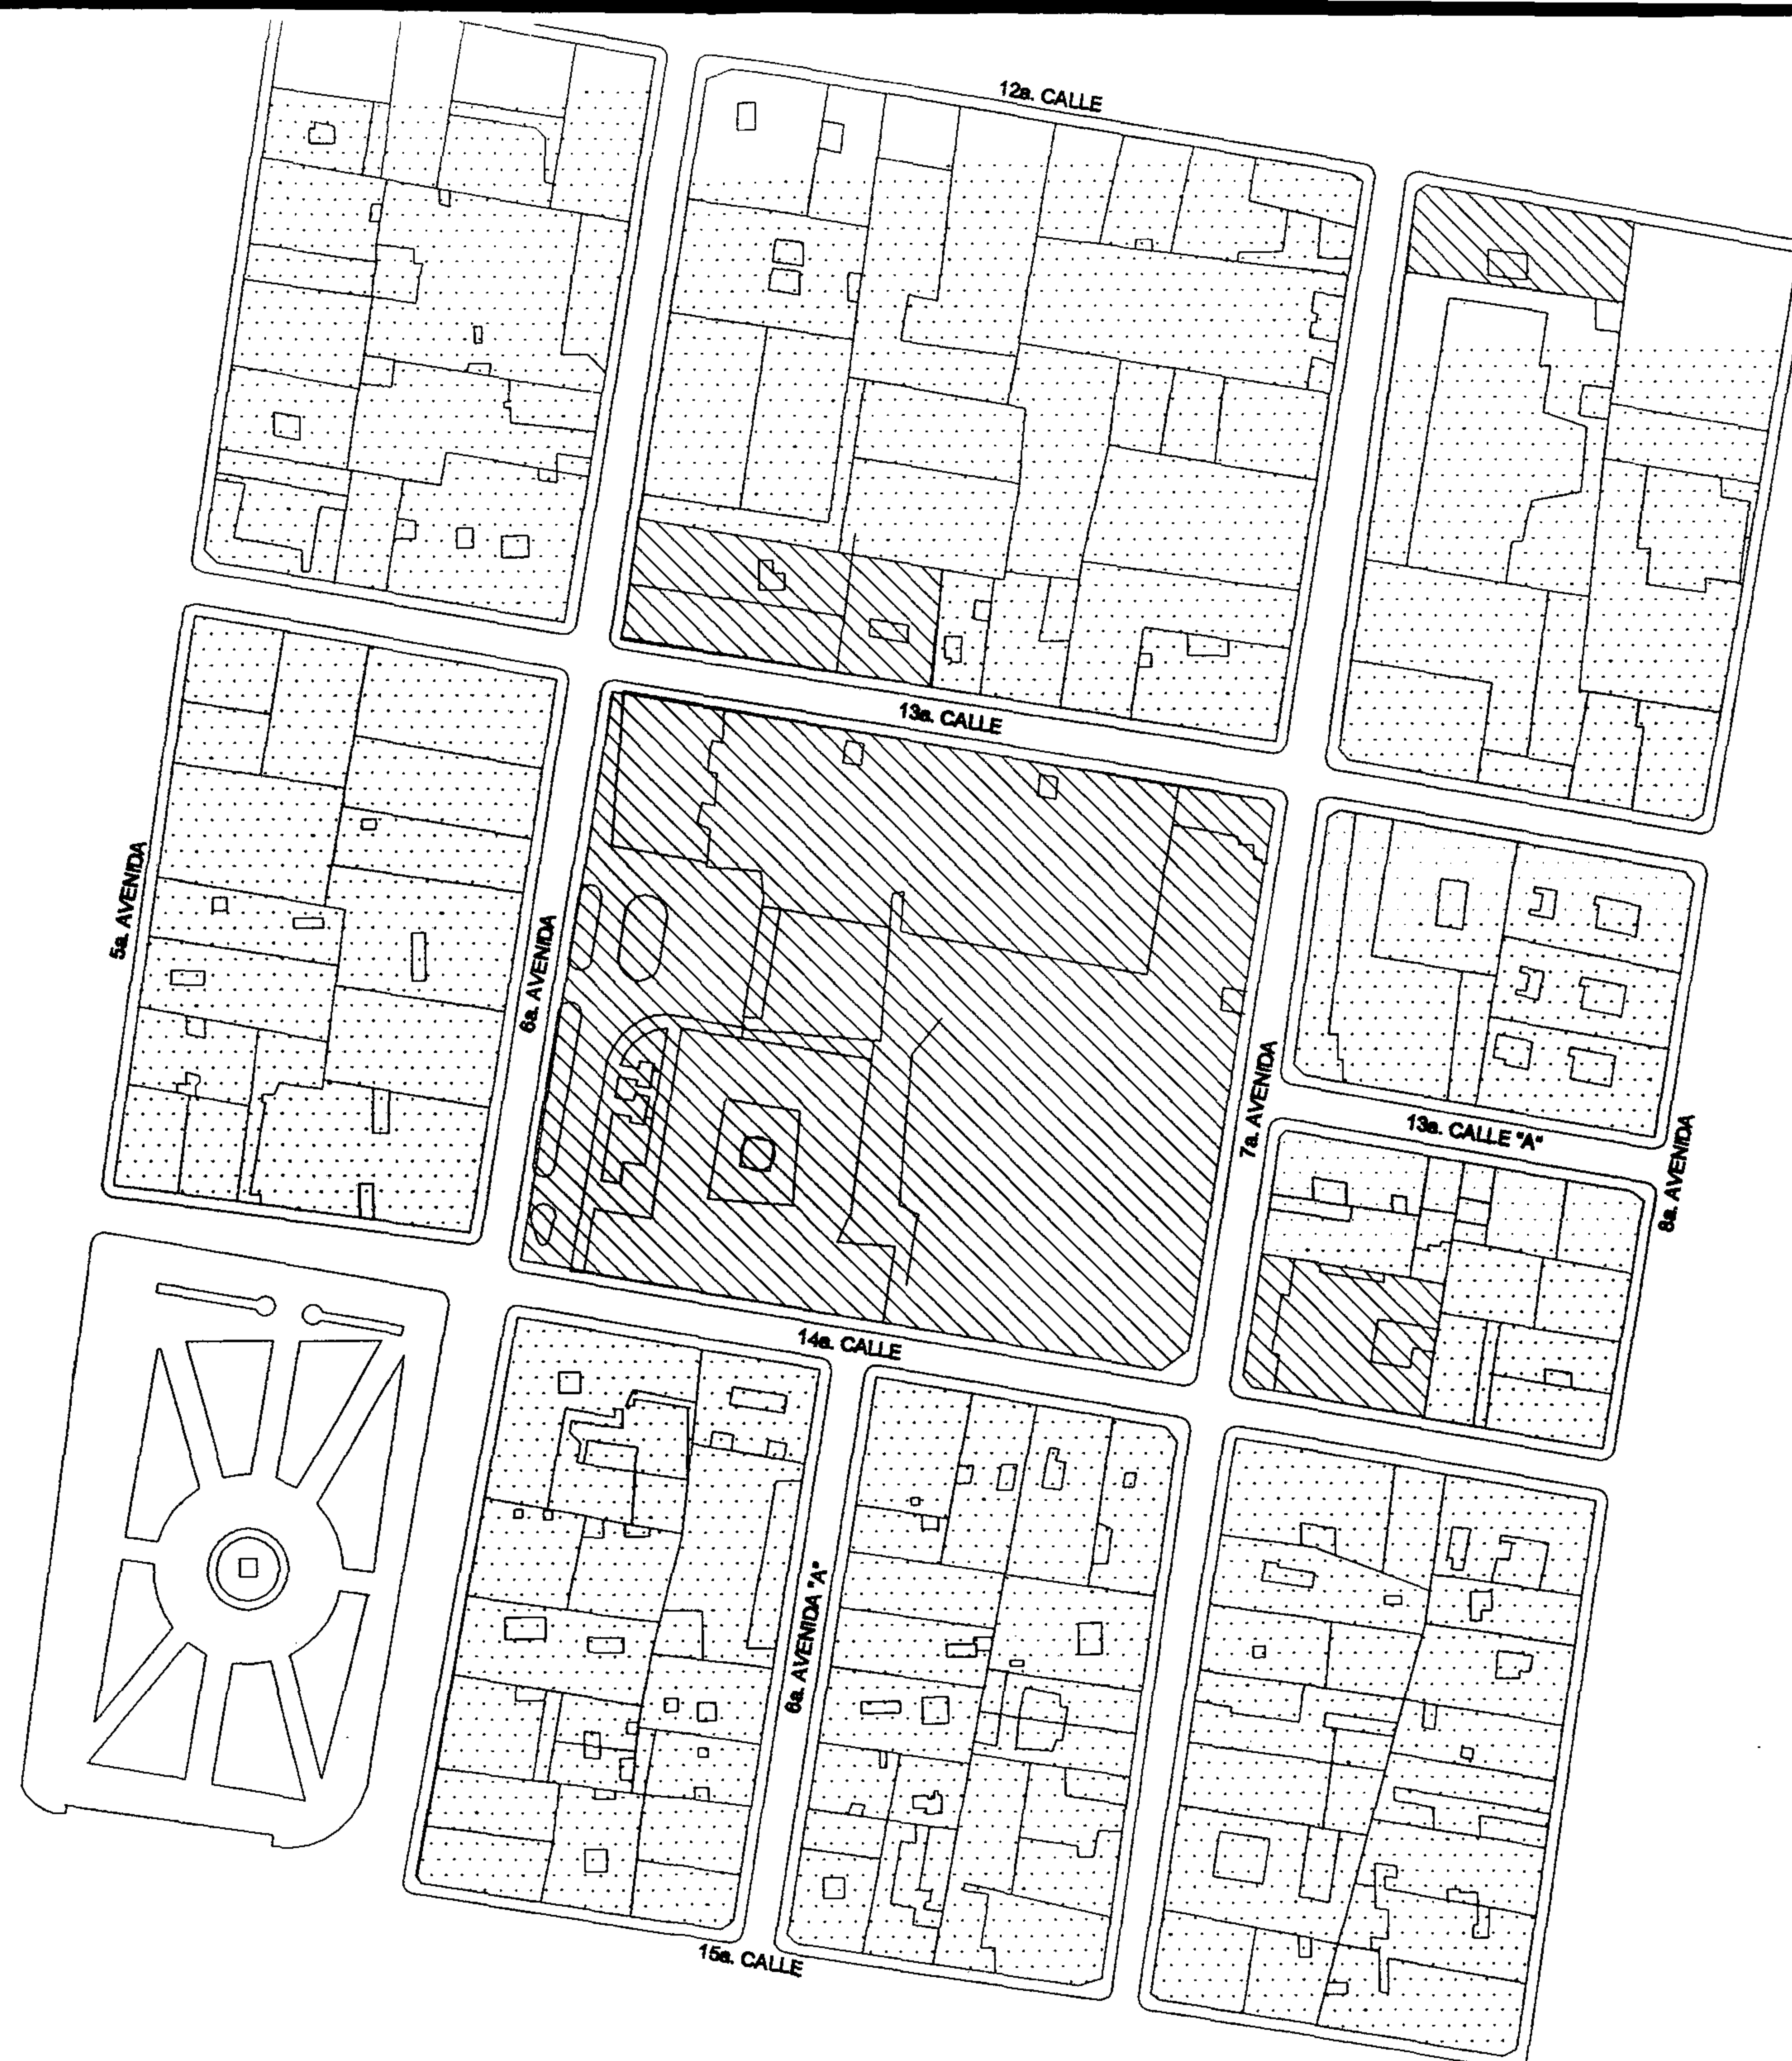 12a. CALLE
13a. CALLE
5a. AVENIDA
6a. AVENIDA
7a. AVENIDA
13a. CALLE "A"
8a. AVENIDA
14a. CALLE
6a. AVENIDA "A"
15a. CALLE